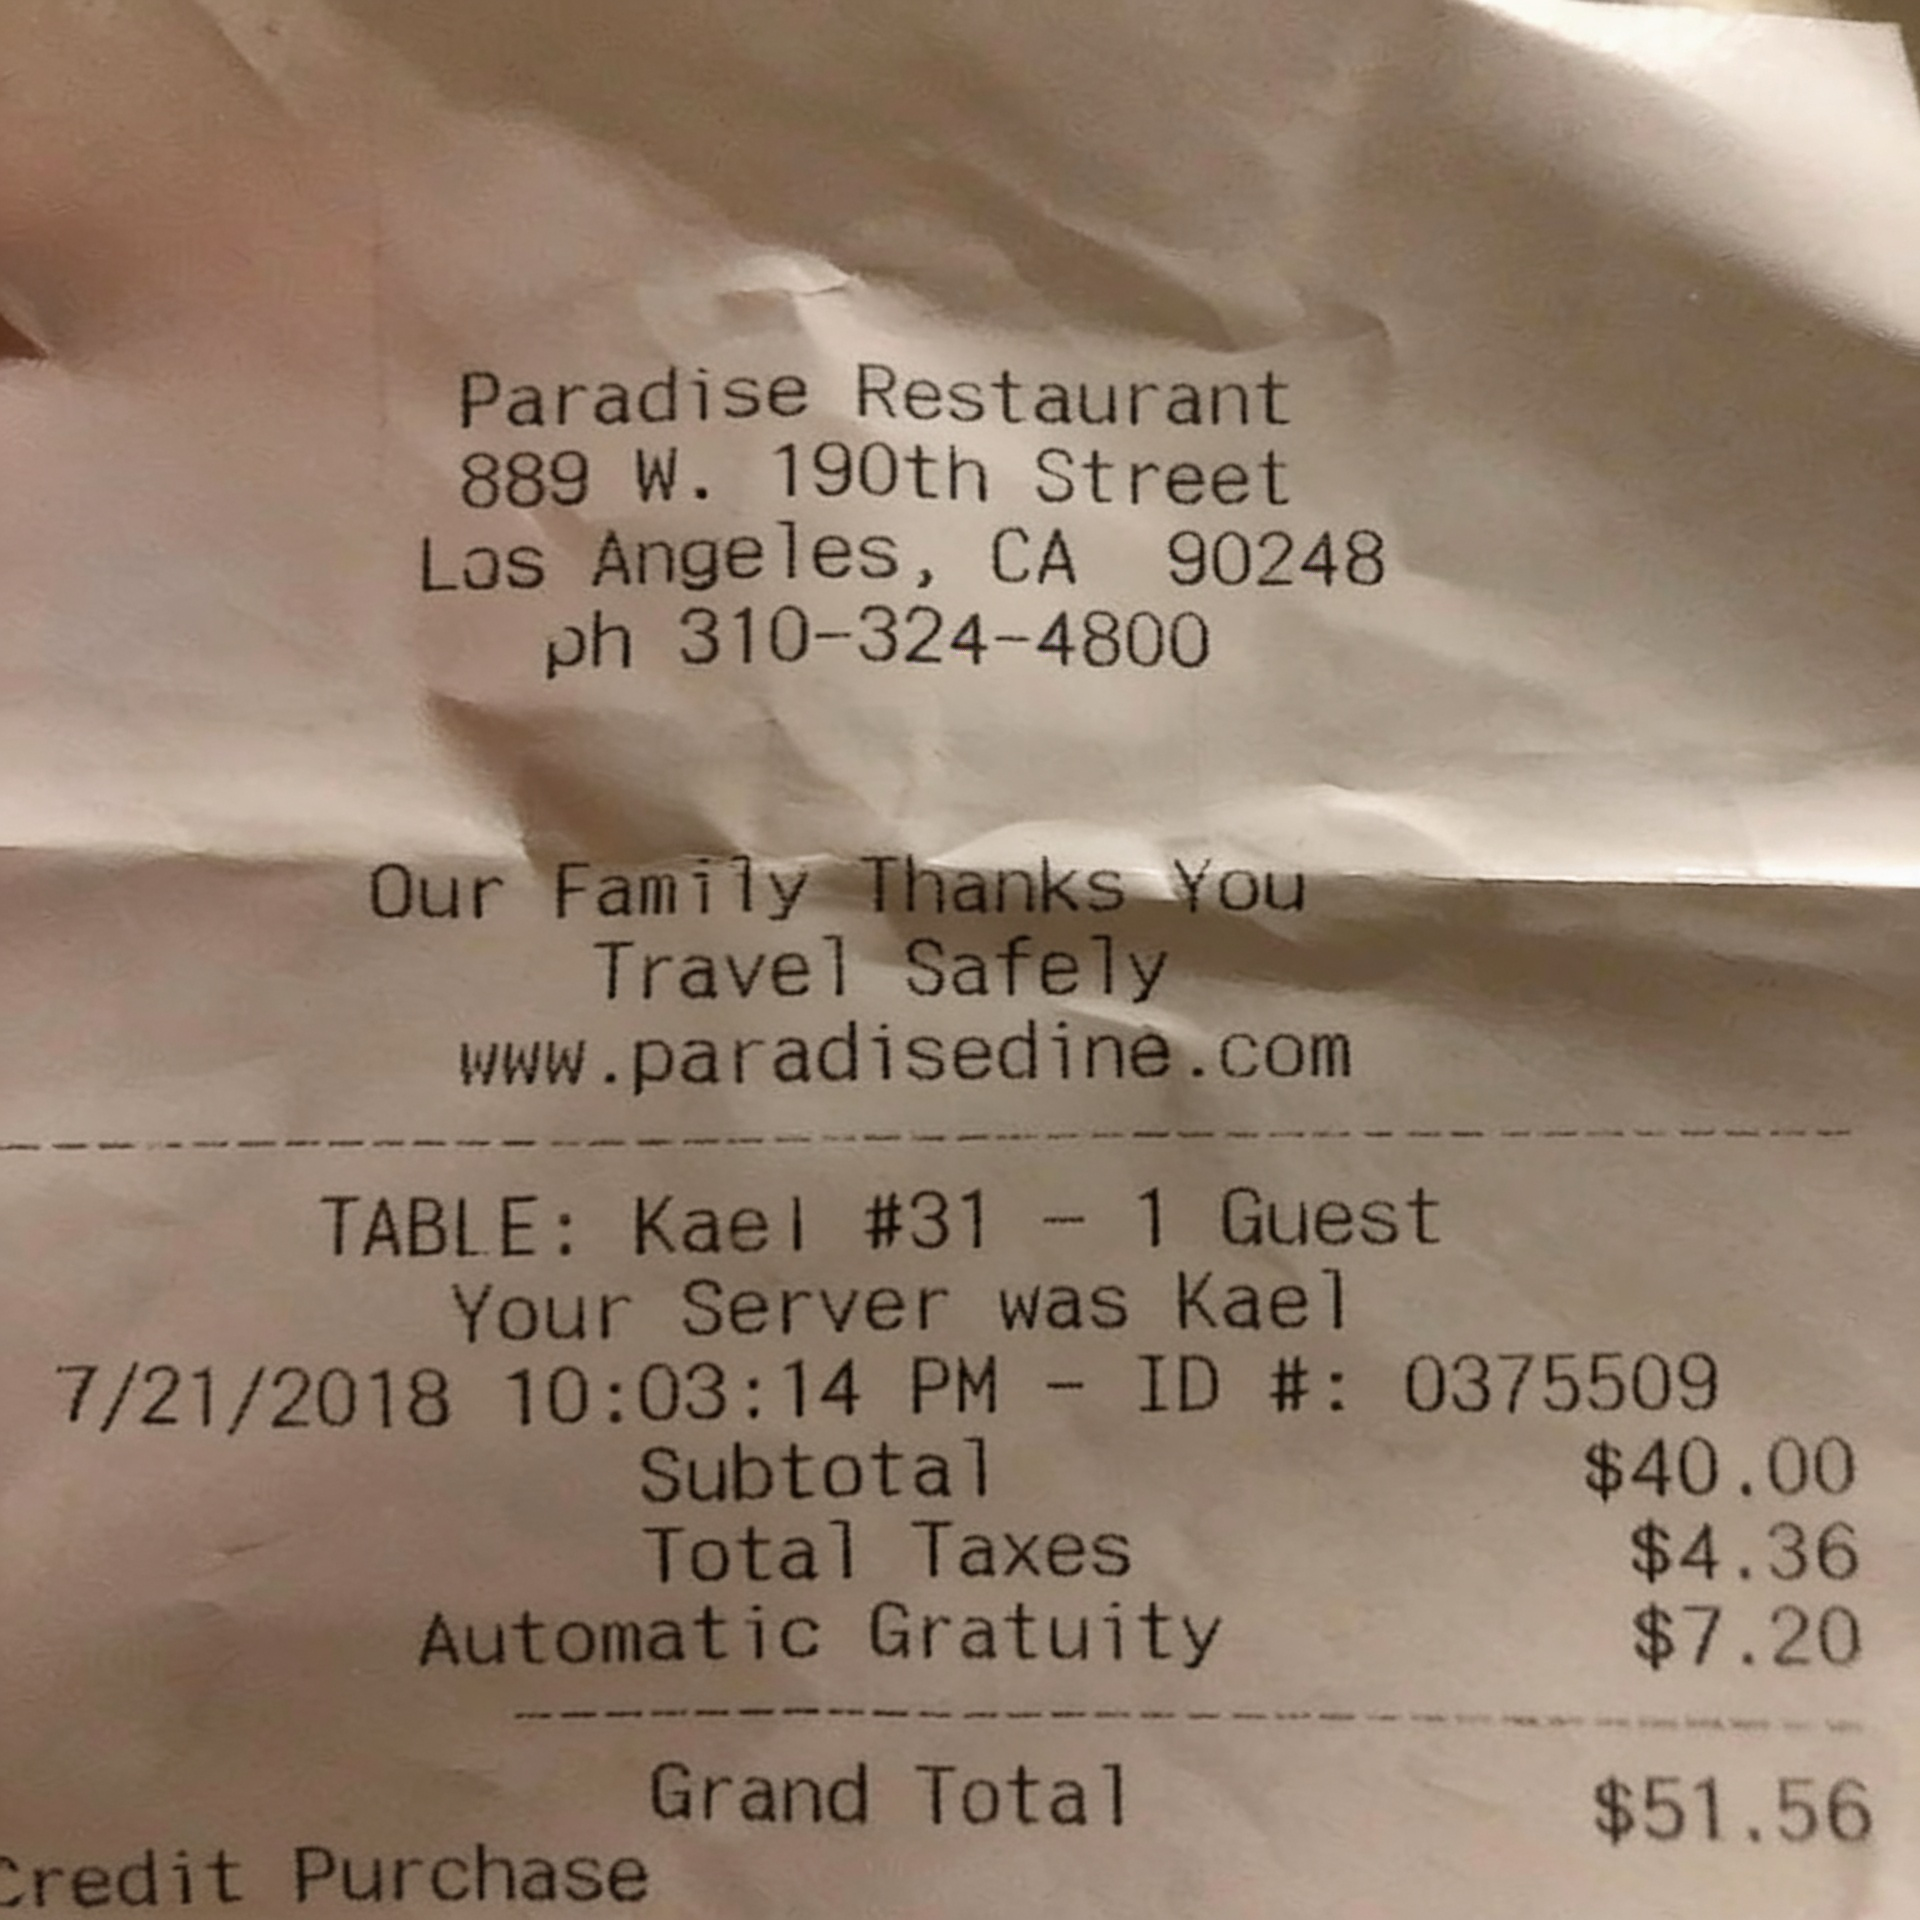 Paradise Restaurant
889 W. 190th Street
Los Angeles, CA 90248
ph 310-324-4800
Our Family Thanks You
Travel Safely
www.paradisedine.com
TABLE: Kael #31 - 1 Guest
Your Server was Kael
7/21/2018 10:03:14 PM - ID #: 0375509
Subtotal $40.00
Total Taxes $4.36
Automatic Gratuity $7.20
Grand Total $51.56
Credit Purchase